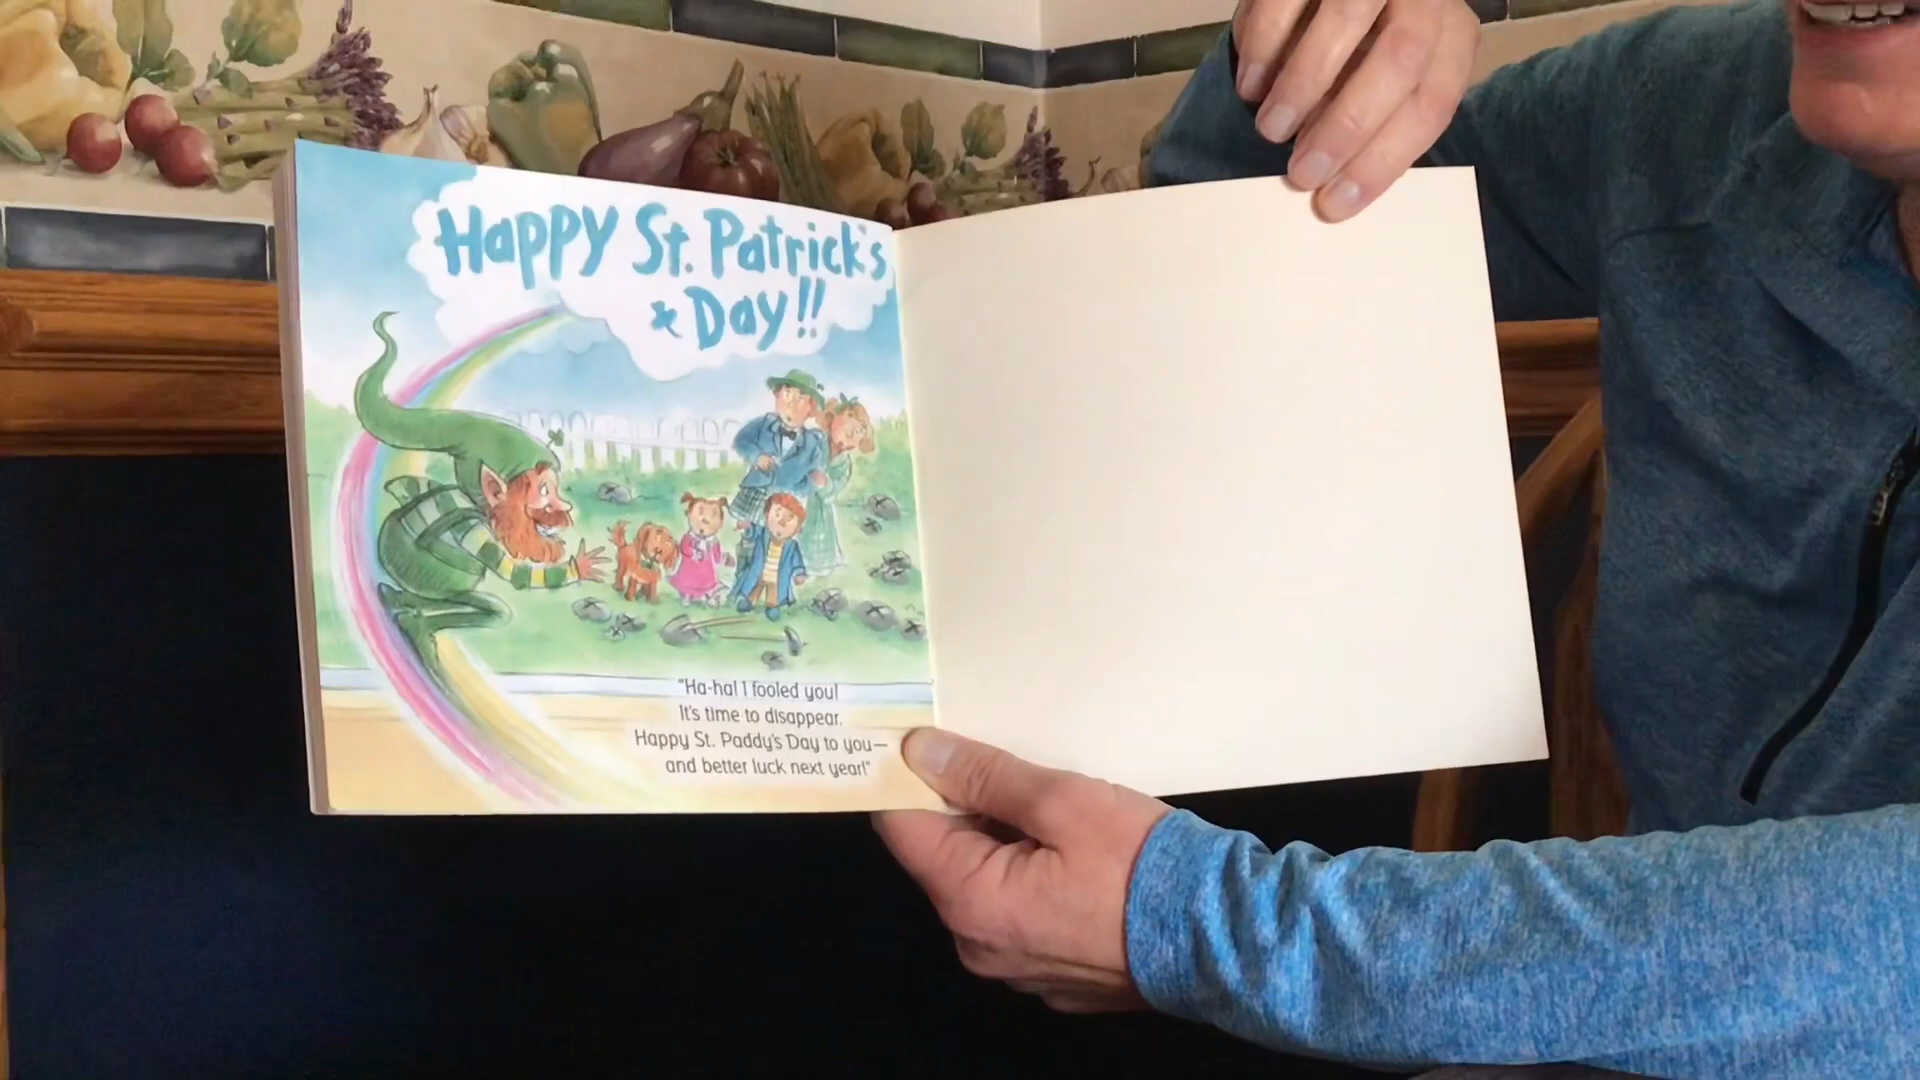 Happy St. Patrick's
Day!!
"Ha-ha! I fooled you!
It's time to disappear.
Happy St. Paddy's Day to you—
and better luck next year!"